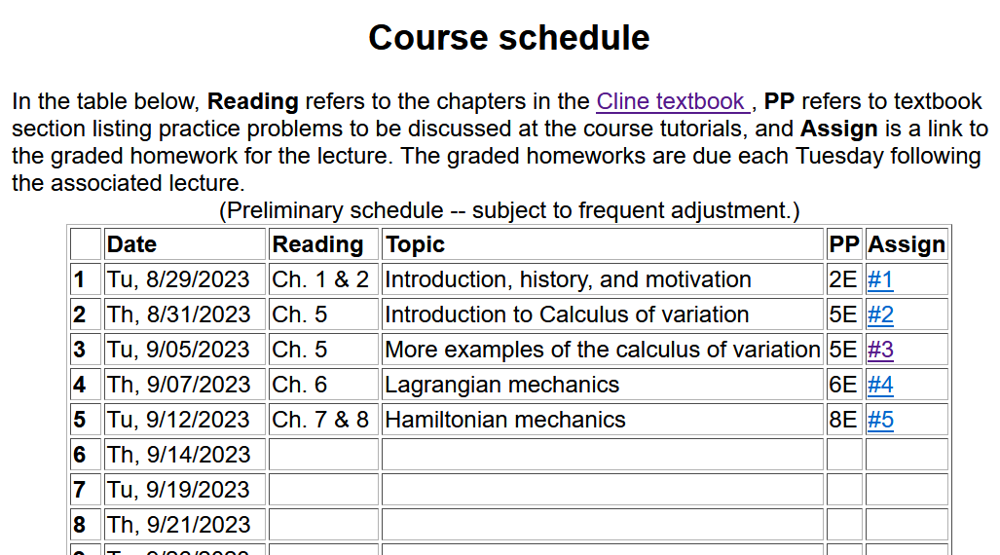 Course schedule
In the table below, Reading refers to the chapters in the Cline textbook , PP refers to textbook
section listing practice problems to be discussed at the course tutorials, and Assign is a link to
the graded homework for the lecture. The graded homeworks are due each Tuesday following
the associated lecture.
(Preliminary schedule -- subject to frequent adjustment.)
Date Reading Topic PP Assign
1 Tu, 8/29/2023 Ch. 1 & 2 Introduction, history, and motivation 2E #1
2 Th, 8/31/2023 Ch. 5 Introduction to Calculus of variation 5E #2
3 Tu, 9/05/2023 Ch. 5 More examples of the calculus of variation 5E #3
4 Th, 9/07/2023 Ch. 6 Lagrangian mechanics 6E #4
5 Tu, 9/12/2023 Ch. 7 & 8 Hamiltonian mechanics 8E #5
6 Th, 9/14/2023
7 Tu, 9/19/2023
8 Th, 9/21/2023